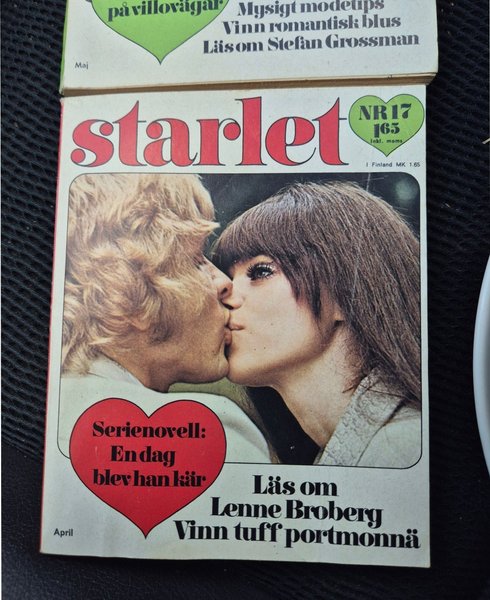 på villovägar
Mysigt modetips
Vinn romantisk blus
Läs om Stefan Grossman
Maj
starlet
NR 17
1.65
Inkl. moms
I Finland MK 1.65
Serienovell:
En dag
blev han kär
Läs om
Lenne Broberg
Vinn tuff portmonnä
April